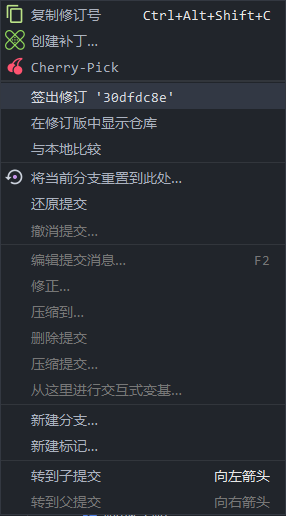 复制修订号 Ctrl+Alt+Shift+C
创建补丁...
Cherry-Pick
签出修订 '30dfdc8e'
在修订版中显示仓库
与本地比较
将当前分支重置到此处...
还原提交
撤消提交...
编辑提交消息... F2
修正...
压缩到...
删除提交
压缩提交...
从这里进行交互式变基...
新建分支...
新建标记...
转到子提交 向左箭头
转到父提交 向右箭头